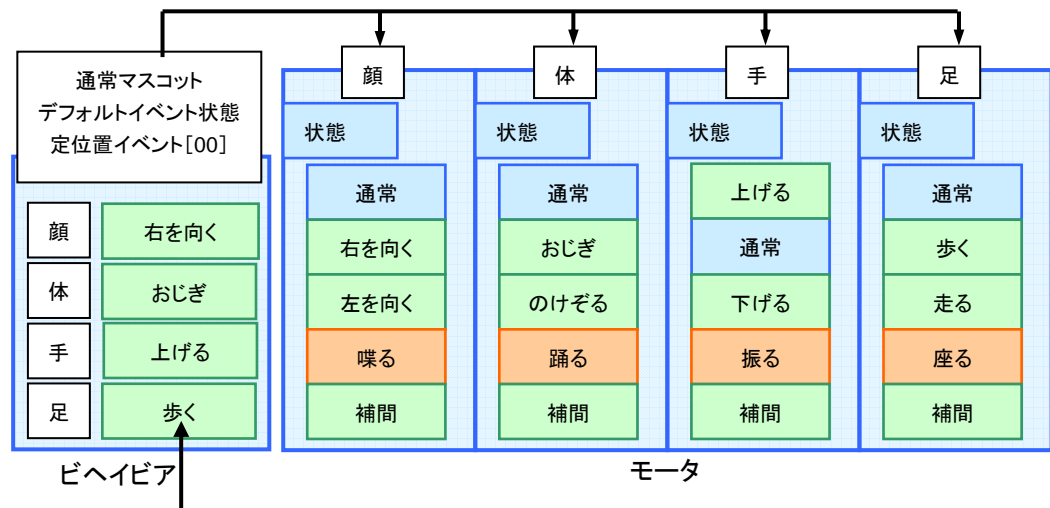 通常マスコット
デフォルトイベント状態
定位置イベント[00]
顔
右を向く
体
おじぎ
手
上げる
足
歩く
ビヘイビア
顔
状態
通常
右を向く
左を向く
喋る
補間
体
状態
通常
おじぎ
のけぞる
踊る
補間
手
状態
上げる
通常
下げる
振る
補間
足
状態
通常
歩く
走る
座る
補間
モータ